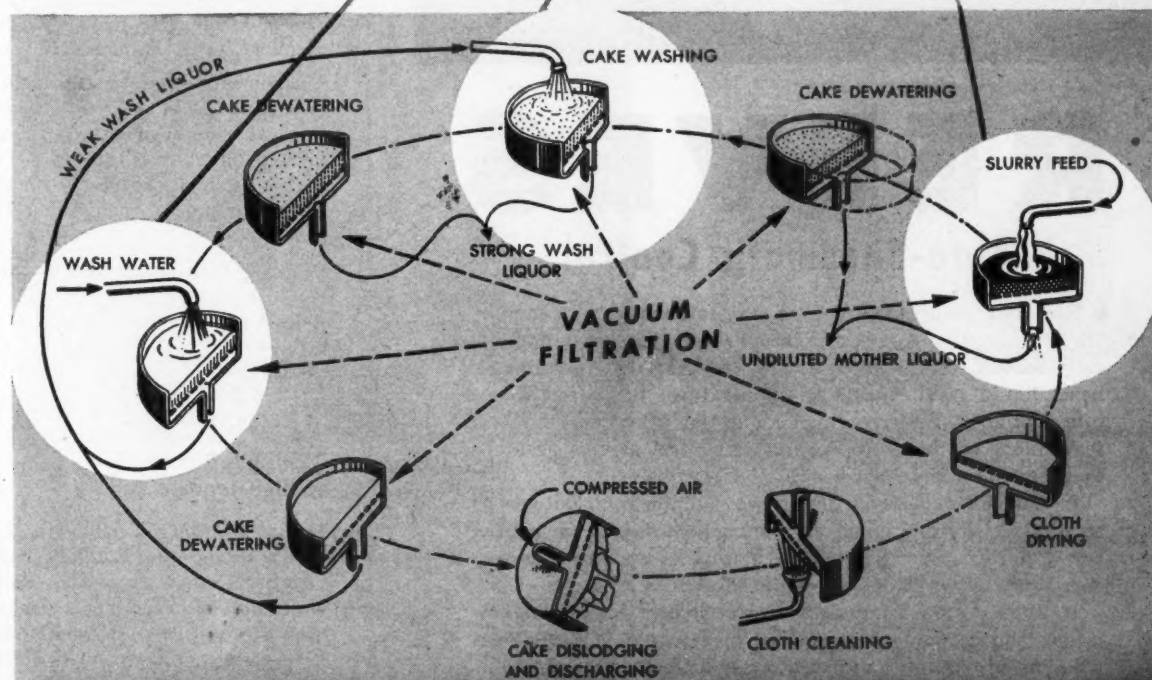 WEAK WASH LIQUOR
CAKE WASHING
CAKE DEWATERING
CAKE DEWATERING
SLURRY FEED
WASH WATER
STRONG WASH
LIQUOR
VACUUM
FILTRATION
UNDILUTED MOTHER LIQUOR
CAKE
DEWATERING
COMPRESSED AIR
CLOTH
DRYING
CAKE DISLODGING
AND DISCHARGING
CLOTH CLEANING